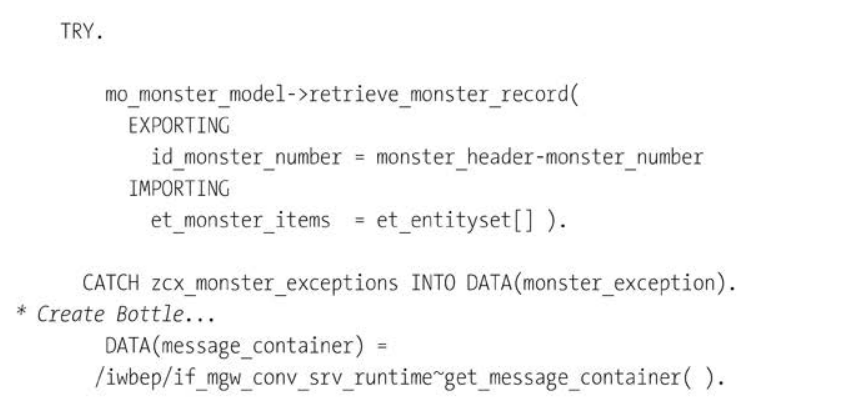 TRY.
mo_monster_model->retrieve_monster_record(
EXPORTING
id_monster_number = monster_header-monster_number
IMPORTING
et_monster_items = et_entityset[] ).
CATCH zcx_monster_exceptions INTO DATA(monster_exception).
* Create Bottle...
DATA(message_container) =
/iwbep/if_mgw_conv_srv_runtime~get_message_container( ).